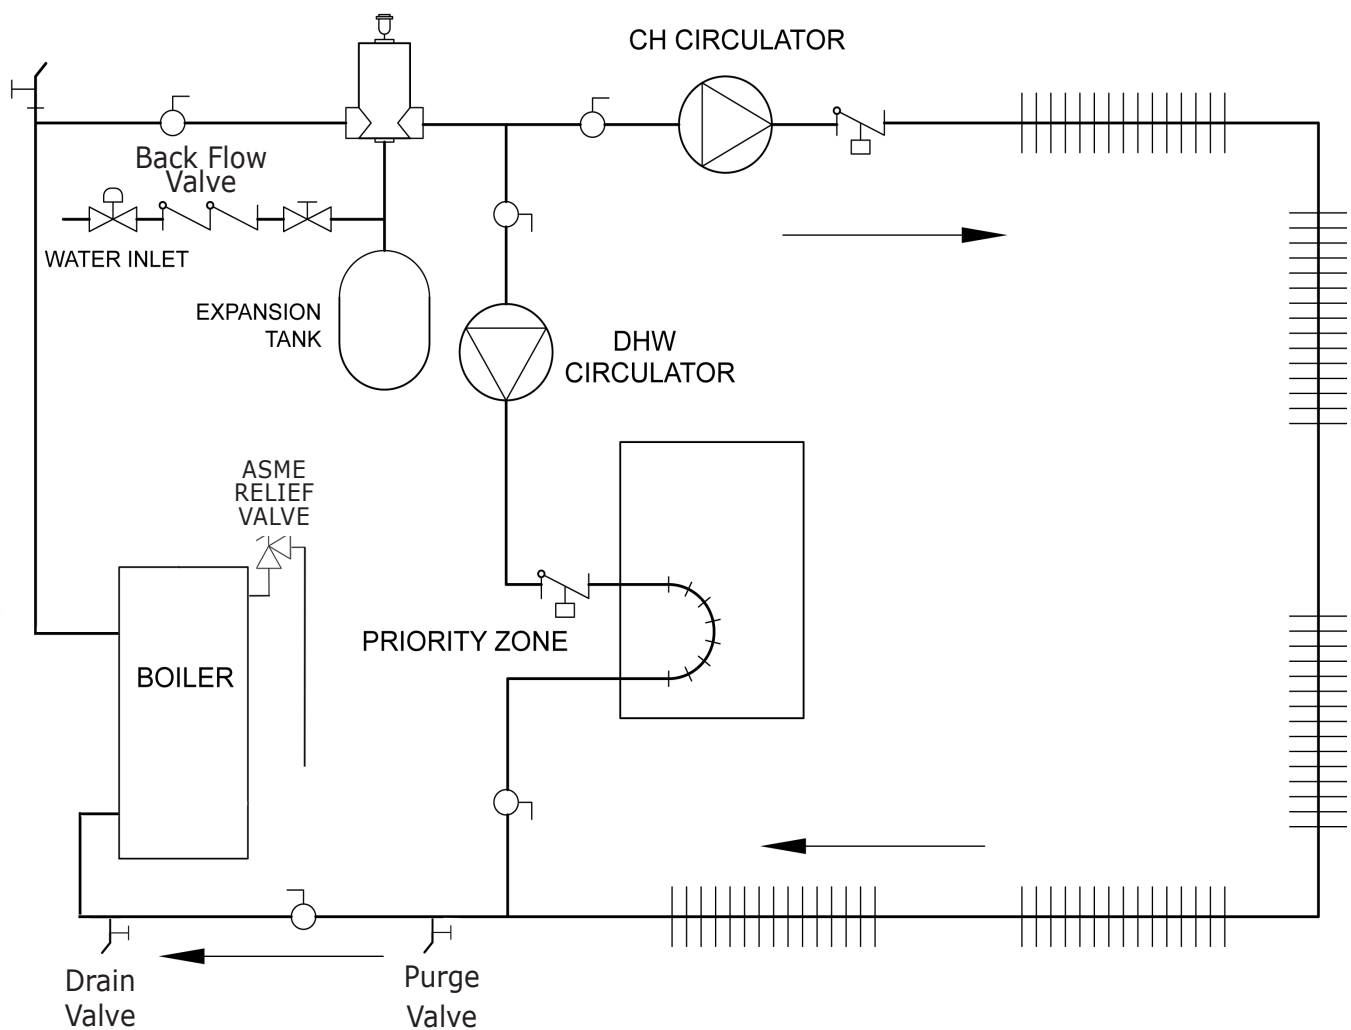 CH CIRCULATOR
Back Flow
Valve
WATER INLET
EXPANSION
TANK
DHW
CIRCULATOR
ASME
RELIEF
VALVE
PRIORITY ZONE
BOILER
Drain
Valve
Purge
Valve